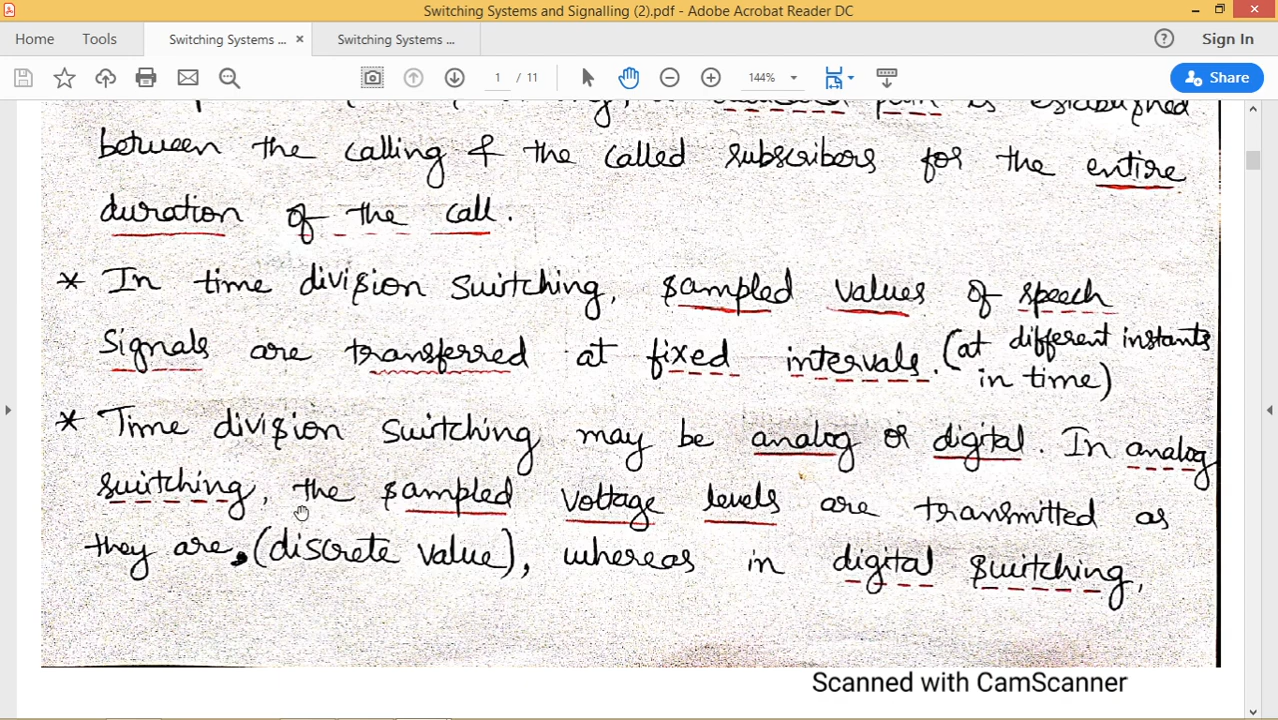 Switching Systems and Signalling (2).pdf - Adobe Acrobat Reader DC
Home Tools Switching Systems ... × Switching Systems ... ? Sign In
1 / 11 144% Share
is established
between the calling & the called subscribers for the entire
duration of the call.
* In time division switching, sampled values of speech
signals are transferred at fixed intervals. (at different instants
in time)
* Time division switching may be analog or digital. In analog
switching, the sampled voltage levels are transmitted as
they are, (discrete value), whereas in digital switching,
Scanned with CamScanner